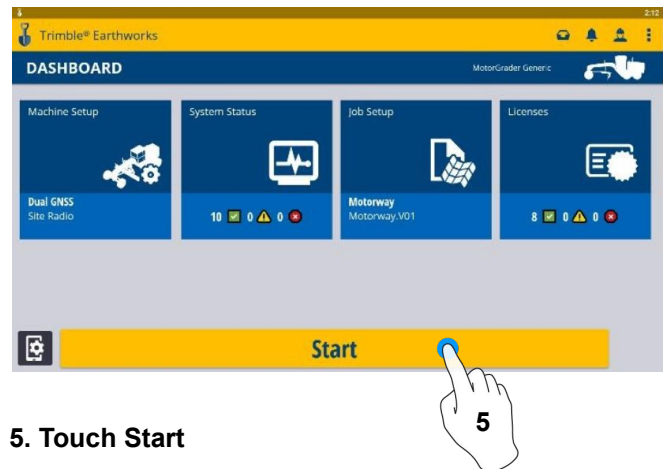 2:12
Trimble® Earthworks
DASHBOARD
MotorGrader Generic
Machine Setup
System Status
Job Setup
Licenses
Dual GNSS
Site Radio
10 0 0
Motorway
Motorway.V01
8 0 0
Start
5
5. Touch Start